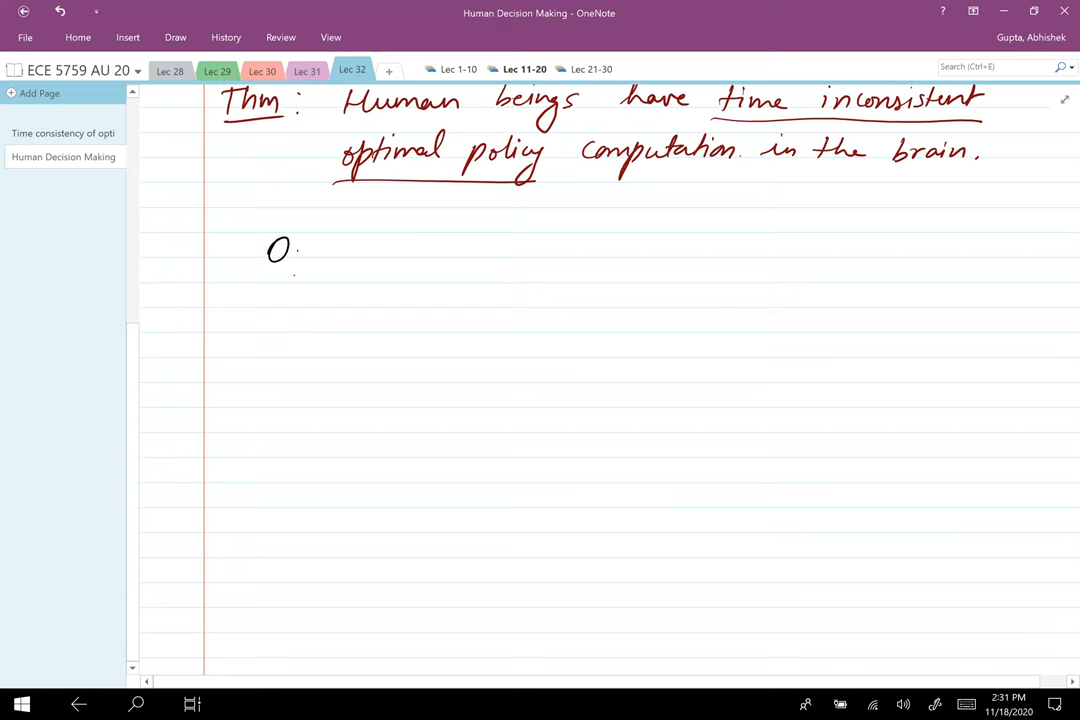 Human Decision Making - OneNote
File Home Insert Draw History Review View
Gupta, Abhishek
ECE 5759 AU 20
Lec 28 Lec 29 Lec 30 Lec 31 Lec 32
Lec 1-10 Lec 11-20 Lec 21-30
Search (Ctrl+E)
Add Page
Time consistency of opti
Human Decision Making
Thm : Human beings have time inconsistent
optimal policy computation in the brain.
O
2:31 PM
11/18/2020